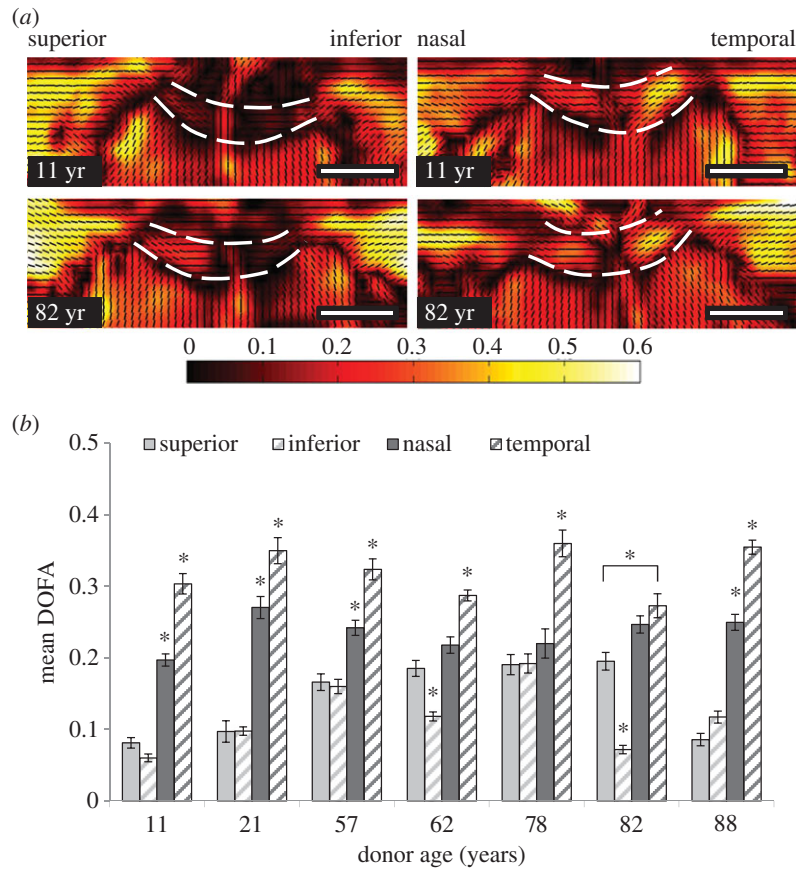 (a)
superior inferior nasal temporal
11 yr 11 yr
82 yr 82 yr
0 0.1 0.2 0.3 0.4 0.5 0.6
(b)
0.5
superior inferior nasal temporal
0.4
0.3
0.2
0.1
0
mean DOFA
* * * * * * * * * * * * *
11 21 57 62 78 82 88
donor age (years)